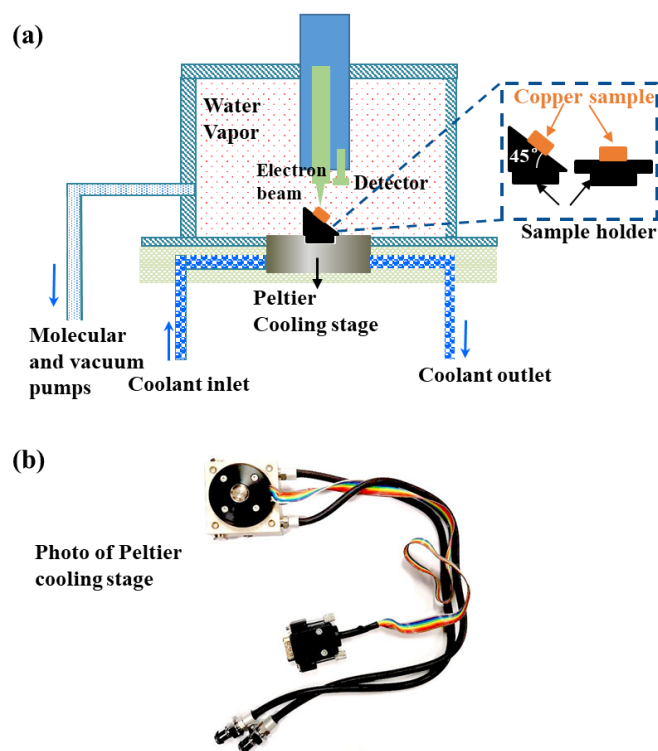 (a)
Water
Vapor
Electron
beam
Detector
Copper sample
45°
Sample holder
Peltier
Cooling stage
Molecular
and vacuum
pumps
Coolant inlet
Coolant outlet
(b)
Photo of Peltier
cooling stage